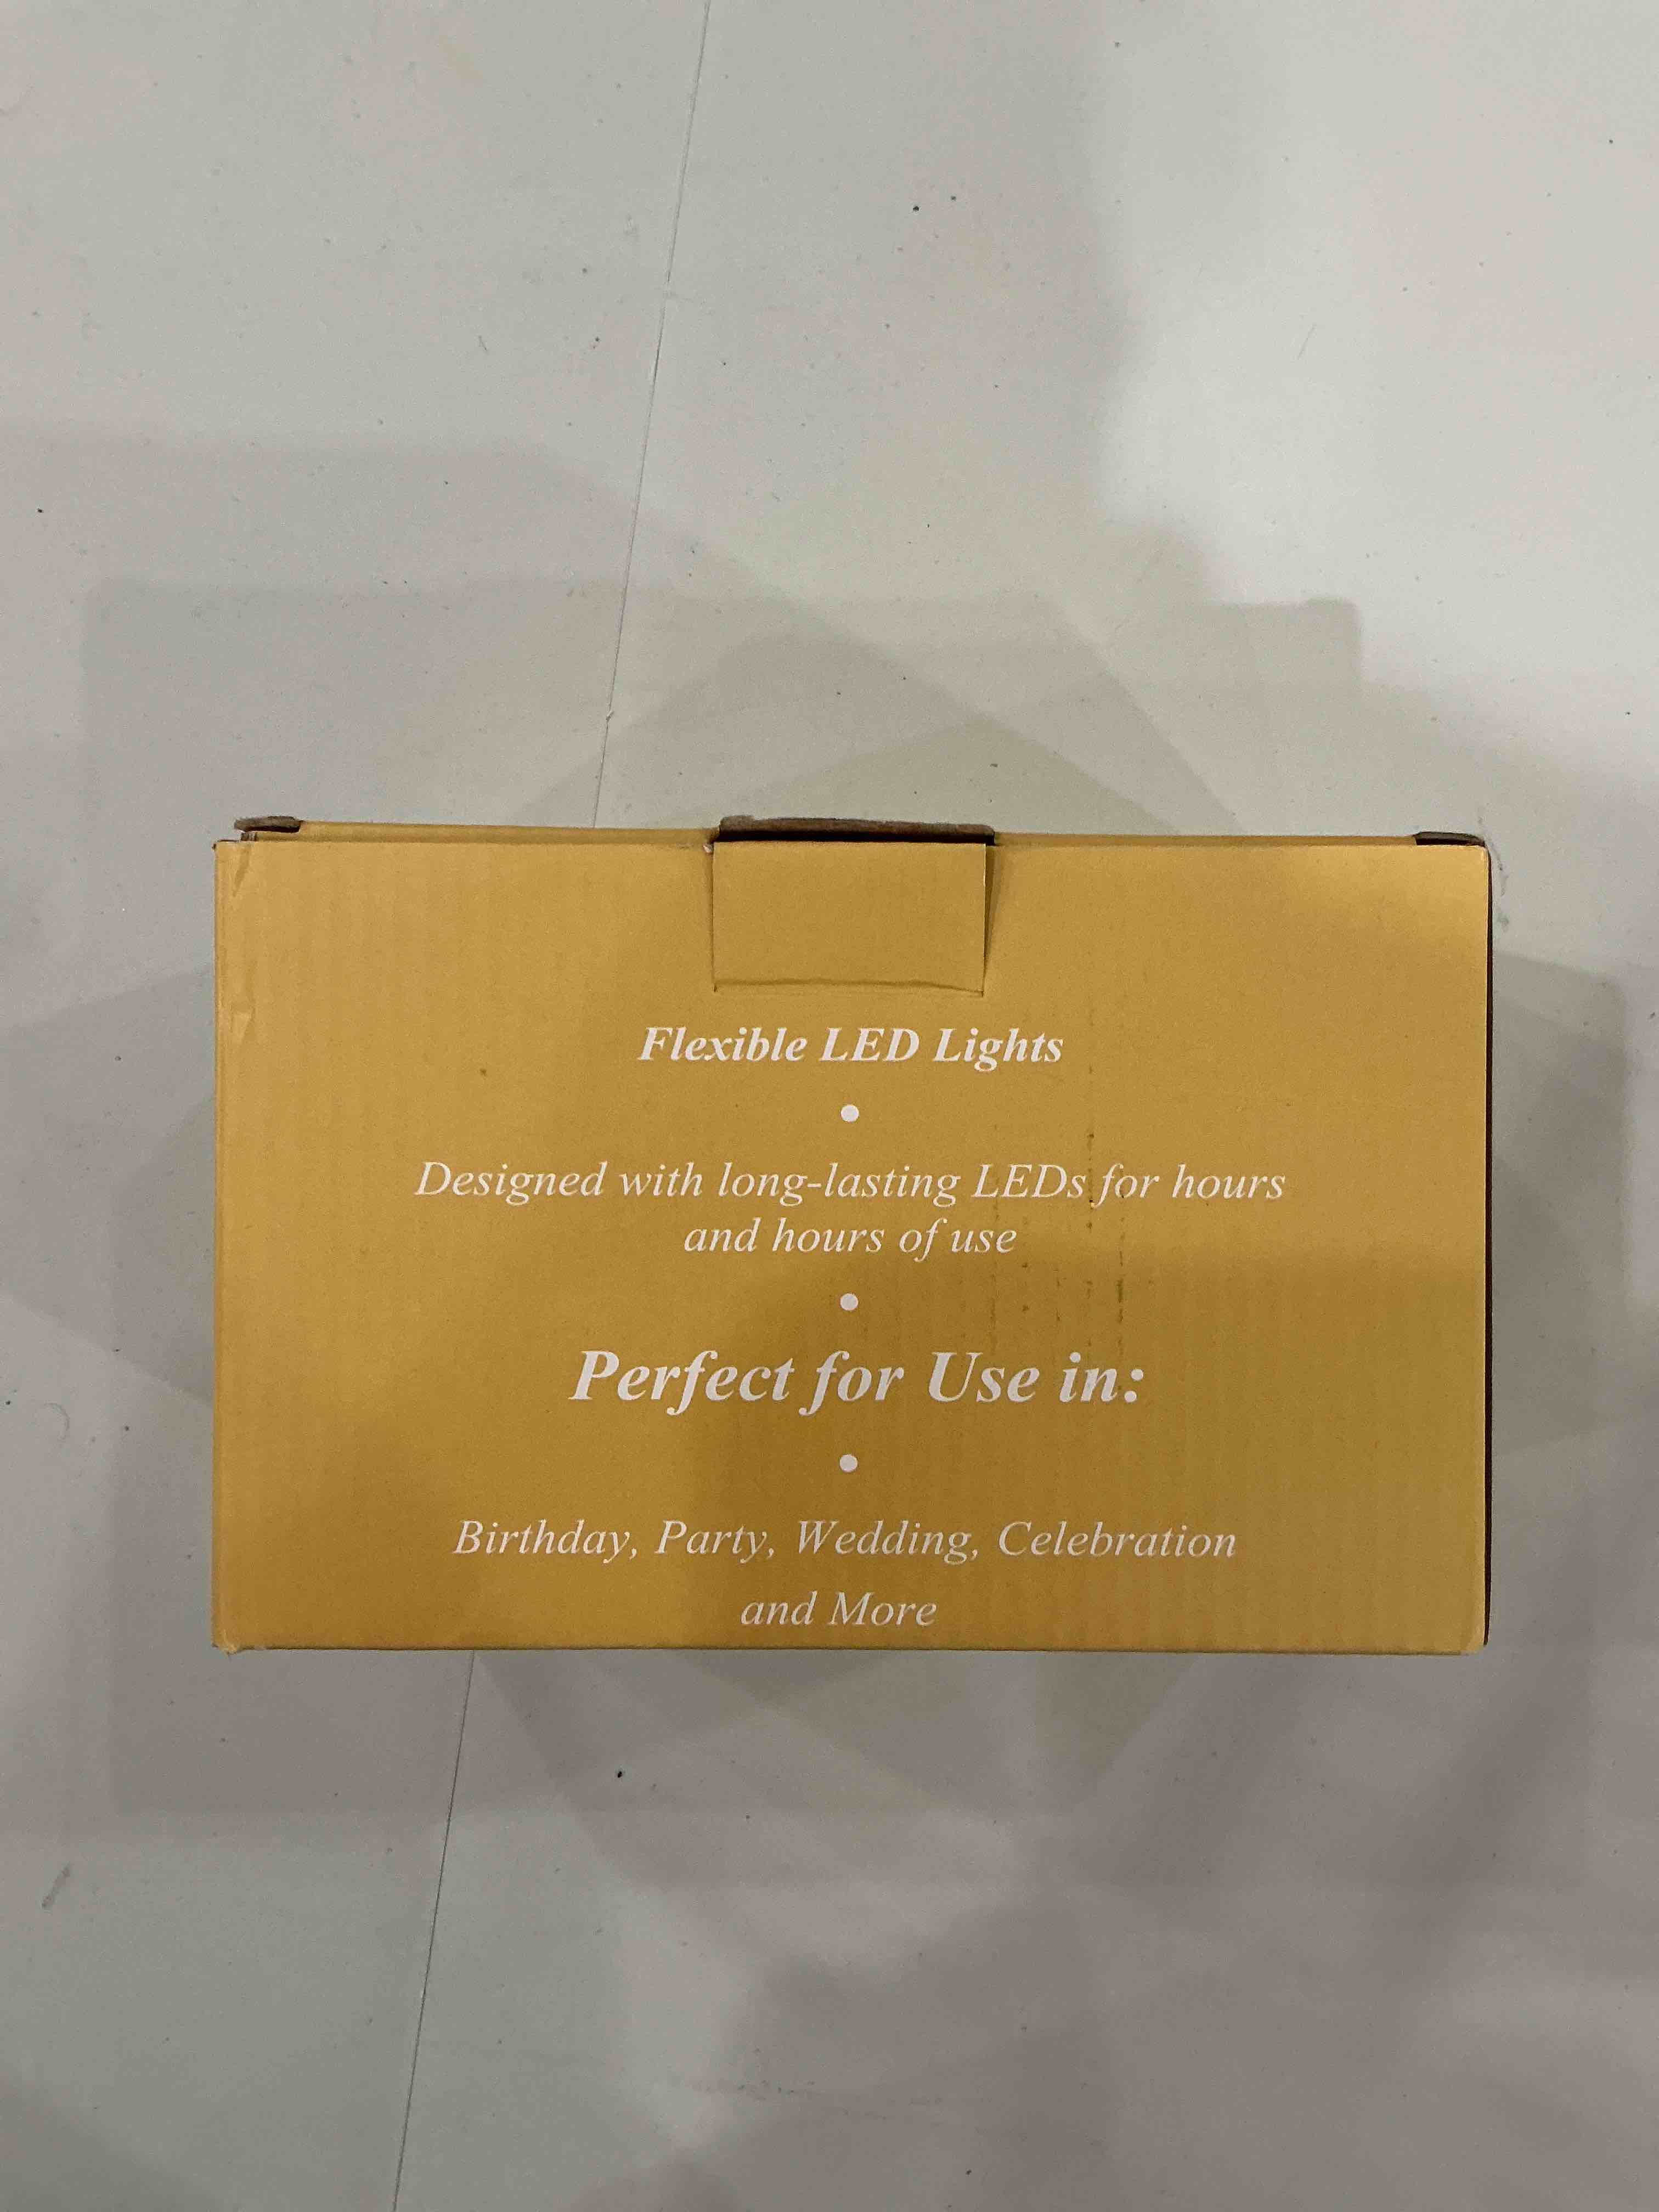 Flexible LED Lights
•
Designed with long-lasting LEDs for hours
and hours of use
•
Perfect for Use in:
•
Birthday, Party, Wedding, Celebration
and More